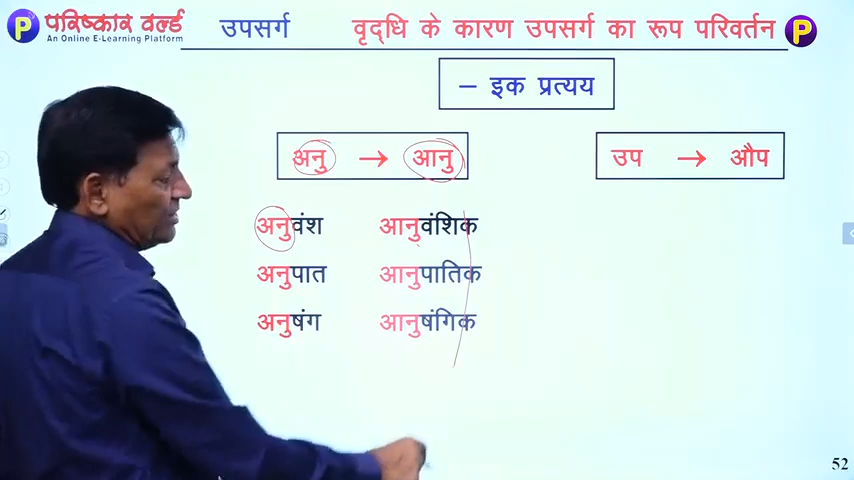 परिष्कार वर्ल्ड
An Online E-Learning Platform
उपसर्ग वृद्धि के कारण उपसर्ग का रूप परिवर्तन
– इक प्रत्यय
अनु → आनु
उप → औप
अनुवंश आनुवंशिक
अनुपात आनुपातिक
अनुषंग आनुषंगिक
52